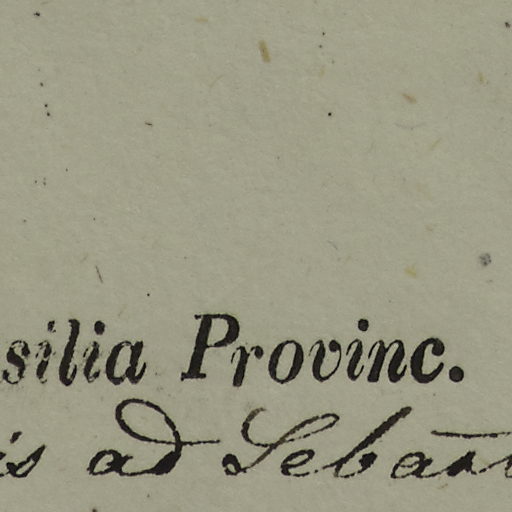 silia Provinc.
is ad Sebast